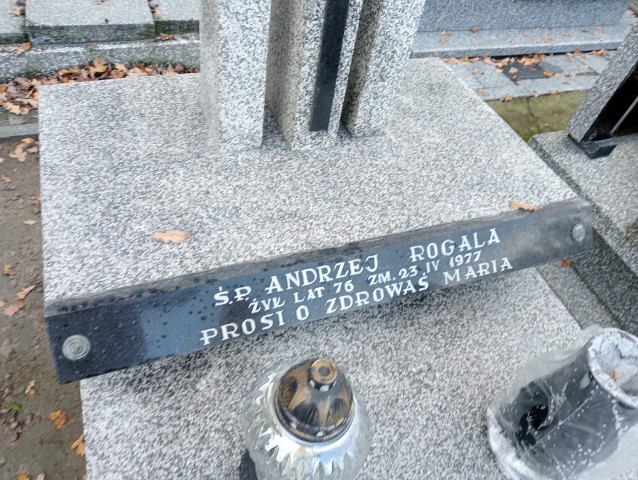 Ś.P. ANDRZEJ ROGALA
ŻYŁ LAT 76 ZM. 23.IV 1977
PROSI O ZDROWAŚ MARIA